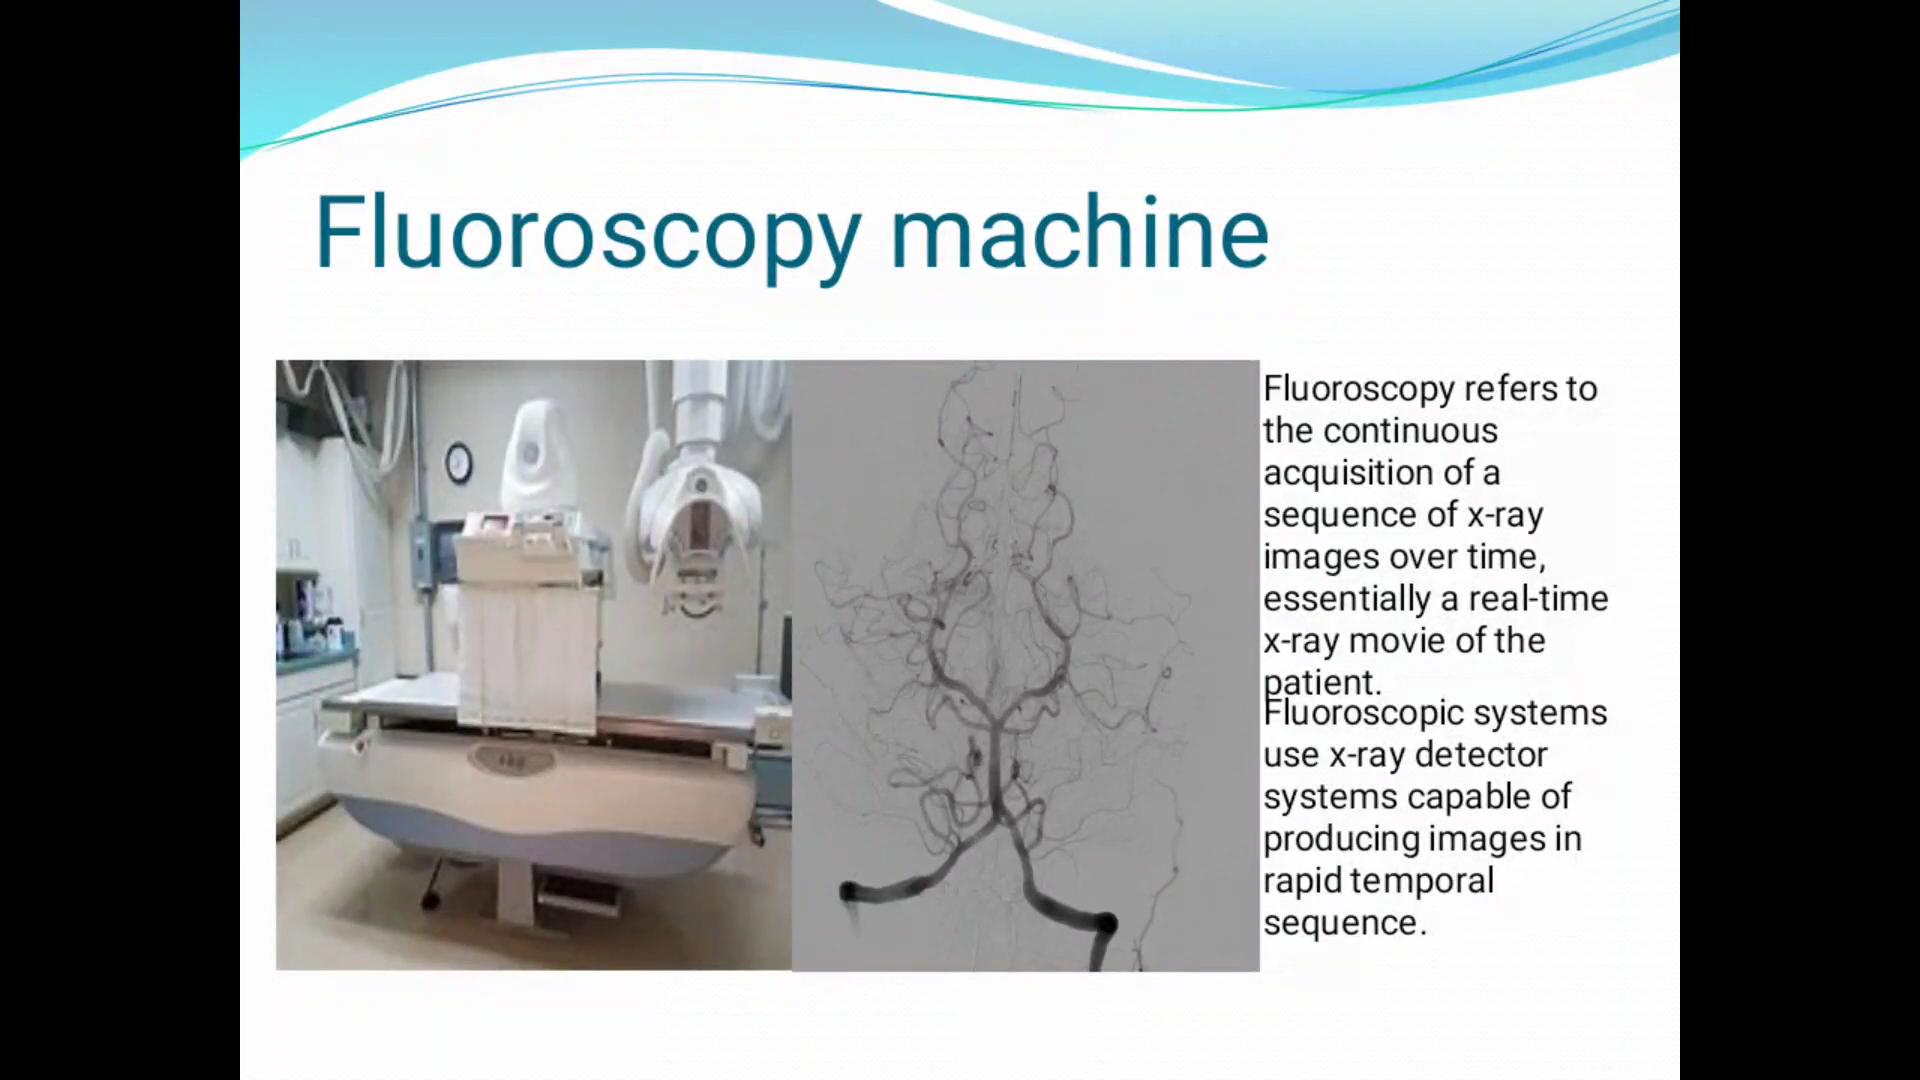 Fluoroscopy machine
Fluoroscopy refers to
the continuous
acquisition of a
sequence of x-ray
images over time,
essentially a real-time
x-ray movie of the
patient.
Fluoroscopic systems
use x-ray detector
systems capable of
producing images in
rapid temporal
sequence.